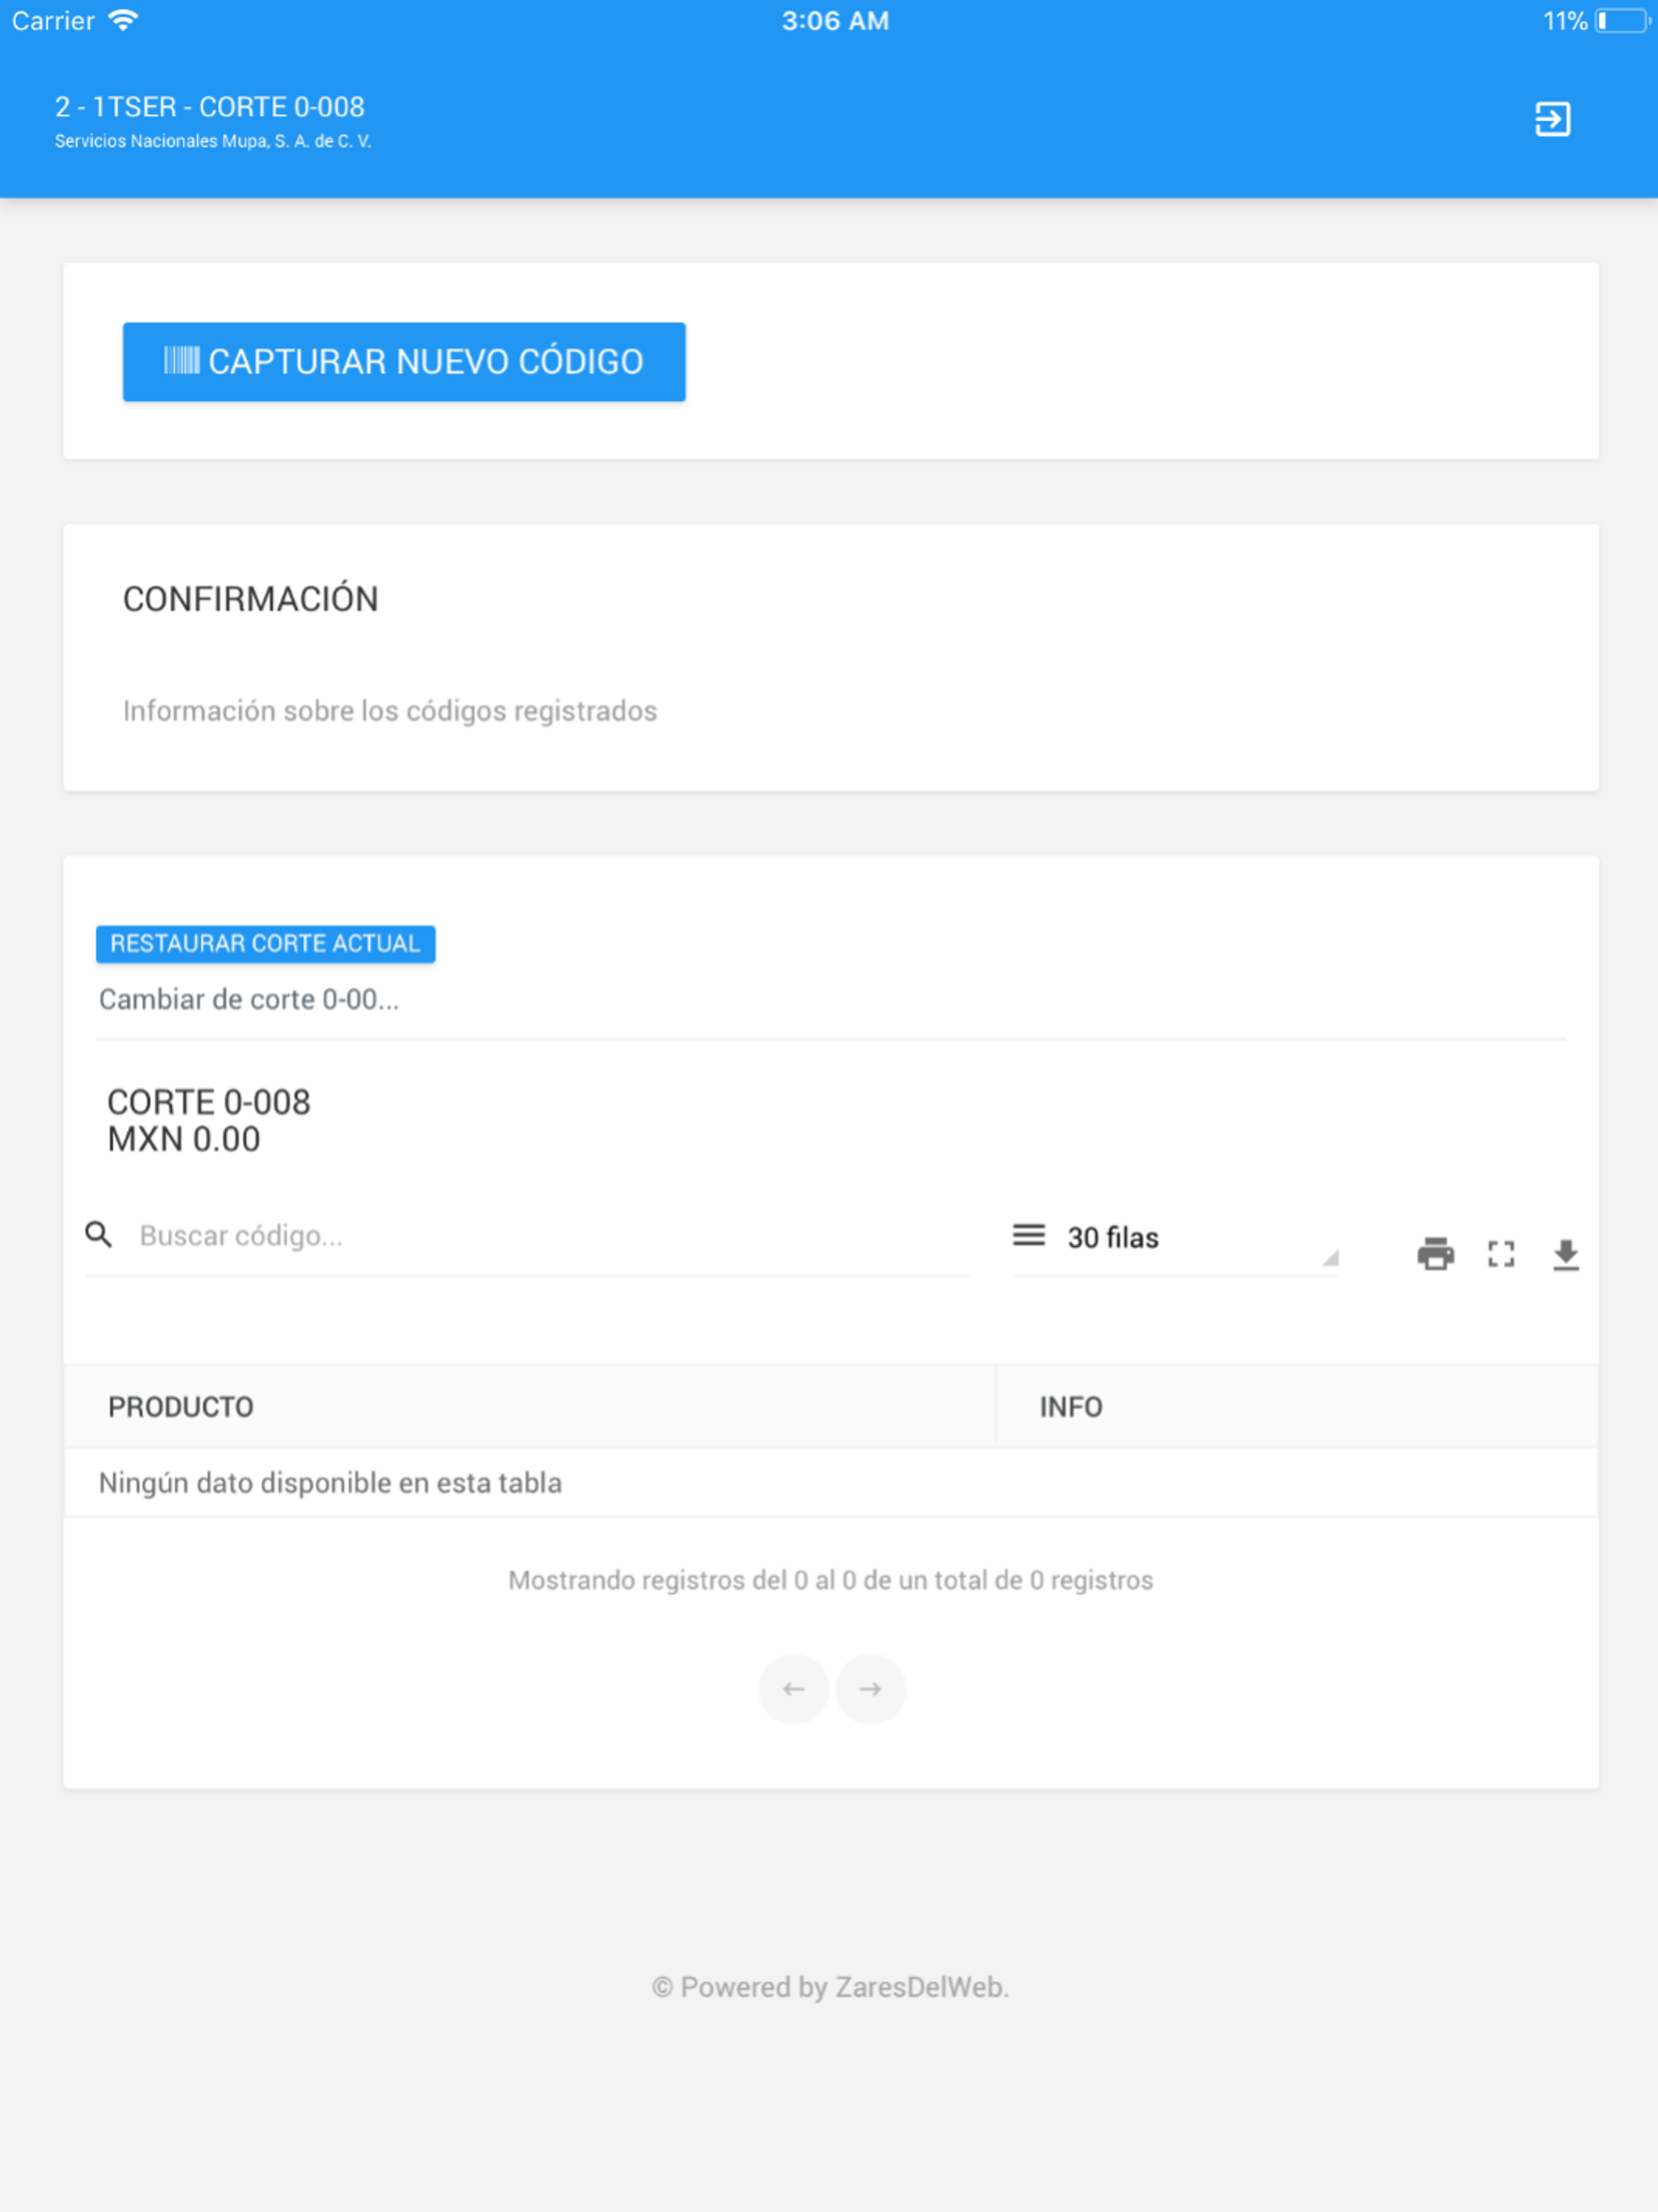 Carrier 3:06 AM 11%
2 - 1TSER - CORTE 0-008
Servicios Nacionales Mupa, S. A. de C. V.
CAPTURAR NUEVO CÓDIGO
CONFIRMACIÓN
Información sobre los códigos registrados
RESTAURAR CORTE ACTUAL
Cambiar de corte 0-00...
CORTE 0-008
MXN 0.00
Buscar código... 30 filas
PRODUCTO INFO
Ningún dato disponible en esta tabla
Mostrando registros del 0 al 0 de un total de 0 registros
© Powered by ZaresDelWeb.